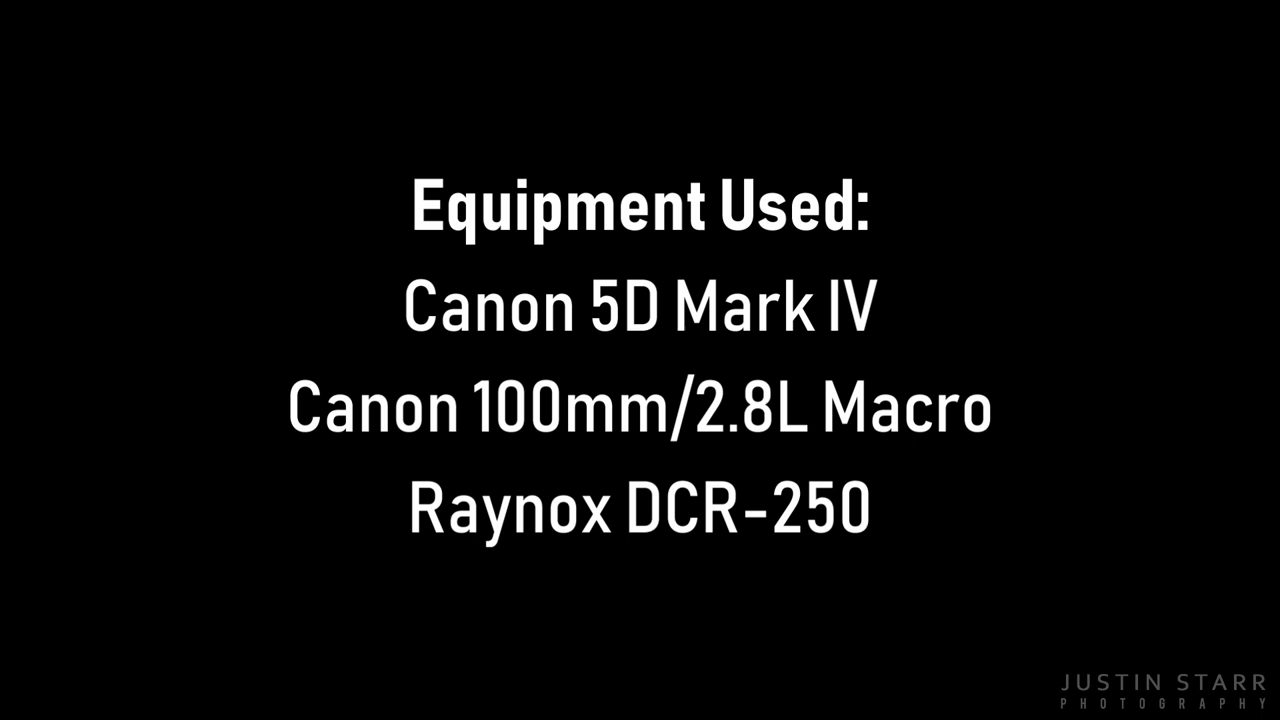 Equipment Used:
Canon 5D Mark IV
Canon 100mm/2.8L Macro
Raynox DCR-250
JUSTIN STARR
PHOTOGRAPHY